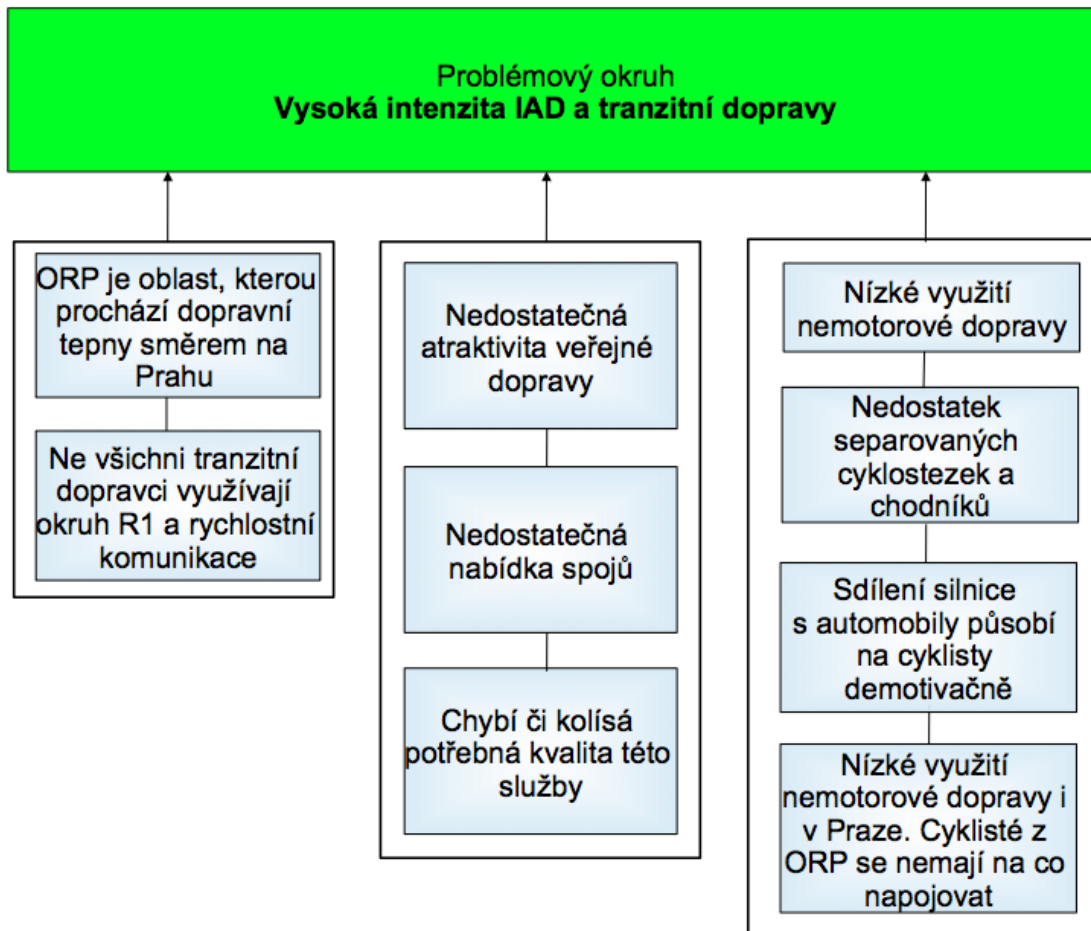 Problémový okruh
Vysoká intenzita IAD a tranzitní dopravy
ORP je oblast, kterou
prochází dopravní
tepny směrem na
Prahu
Ne všichni tranzitní
dopravci využívají
okruh R1 a rychlostní
komunikace
Nedostatečná
atraktivita veřejné
dopravy
Nedostatečná
nabídka spojů
Chybí či kolísá
potřebná kvalita této
služby
Nízké využití
nemotorové dopravy
Nedostatek
separovaných
cyklostezek a
chodníků
Sdílení silnice
s automobily působí
na cyklisty
demotivačně
Nízké využití
nemotorové dopravy i
v Praze. Cyklisté z
ORP se nemají na co
napojovat